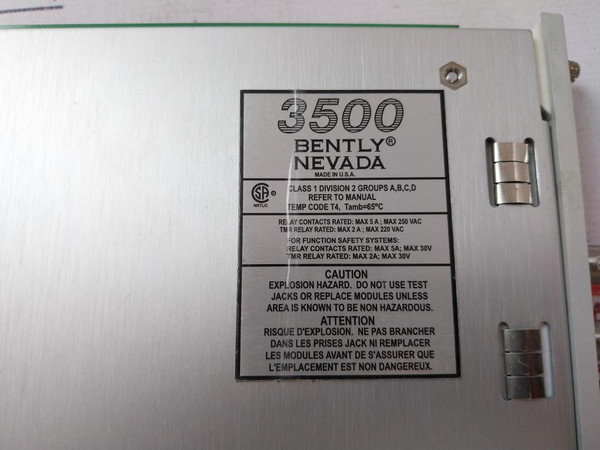 3500
BENTLY®
NEVADA
MADE IN U.S.A.
SA ®
NRTL/C
CLASS 1 DIVISION 2 GROUPS A,B,C,D
REFER TO MANUAL
TEMP CODE T4, Tamb=65ºC
RELAY CONTACTS RATED: MAX 5 A ; MAX 250 VAC
TMR RELAY RATED: MAX 2 A ; MAX 220 VAC
FOR FUNCTION SAFETY SYSTEMS:
RELAY CONTACTS RATED: MAX 5A; MAX 30V
TMR RELAY RATED: MAX 2A; MAX 30V
CAUTION
EXPLOSION HAZARD. DO NOT USE TEST
JACKS OR REPLACE MODULES UNLESS
AREA IS KNOWN TO BE NON HAZARDOUS.
ATTENTION
RISQUE D'EXPLOSION. NE PAS BRANCHER
DANS LES PRISES JACK NI REMPLACER
LES MODULES AVANT DE S'ASSURER QUE
L'EMPLACEMENT EST NON DANGEREUX.